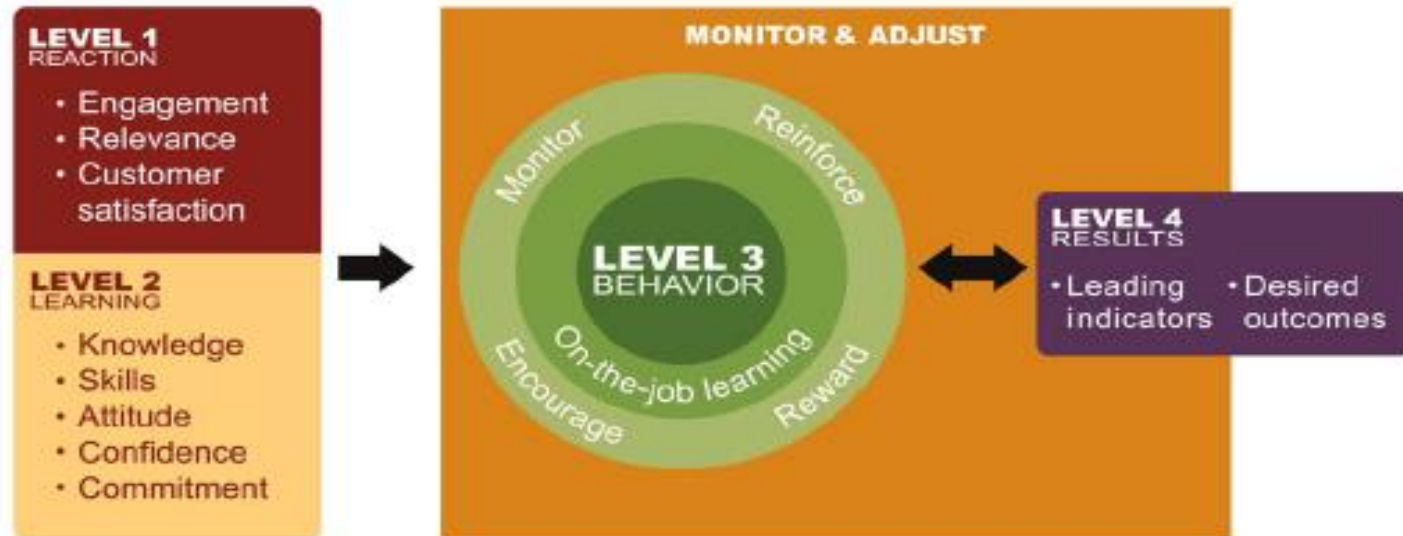 LEVEL 1
REACTION
• Engagement
• Relevance
• Customer
satisfaction
LEVEL 2
LEARNING
• Knowledge
• Skills
• Attitude
• Confidence
• Commitment
MONITOR & ADJUST
Monitor
Reinforce
LEVEL 3
BEHAVIOR
On-the-job learning
Encourage
Reward
LEVEL 4
RESULTS
• Leading
indicators
• Desired
outcomes